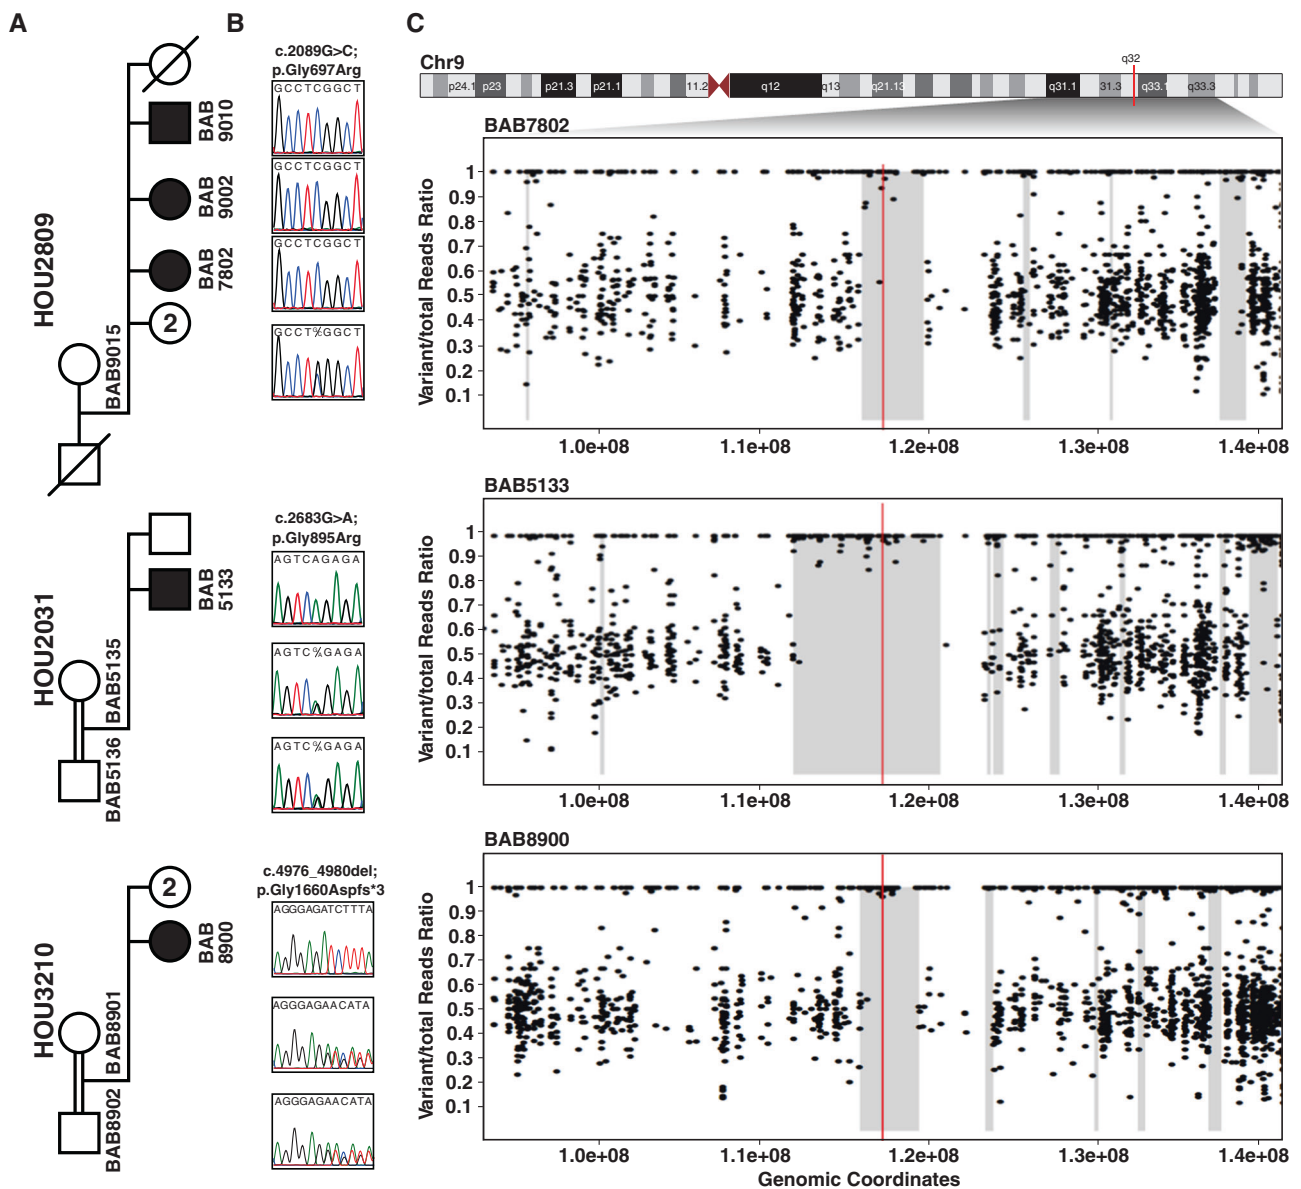 A
B
C
HOU2809
BAB 9010
BAB 9002
BAB 7802
2
BAB9015
c.2089G>C;
p.Gly697Arg
GCCTCGGCT
GCCTCGGCT
GCCTCGGCT
GCCT%GGCT
Chr9
q32
p24.1
p23
p21.3
p21.1
11.2
q12
q13
q21.13
q31.1
31.3
q33.1
q33.3
BAB7802
Variant/total Reads Ratio
1
0.9
0.8
0.7
0.6
0.5
0.4
0.3
0.2
0.1
1.0e+08
1.1e+08
1.2e+08
1.3e+08
1.4e+08
HOU2031
BAB 5133
BAB5135
BAB5136
c.2683G>A;
p.Gly895Arg
AGTCAGAGA
AGTC%GAGA
AGTC%GAGA
BAB5133
Variant/total Reads Ratio
1
0.9
0.8
0.7
0.6
0.5
0.4
0.3
0.2
0.1
1.0e+08
1.1e+08
1.2e+08
1.3e+08
1.4e+08
HOU3210
2
BAB 8900
BAB8901
BAB8902
c.4976_4980del;
p.Gly1660Aspfs*3
AGGGAGATCTTTA
AGGGAGAACATA
AGGGAGAACATA
BAB8900
Variant/total Reads Ratio
1
0.9
0.8
0.7
0.6
0.5
0.4
0.3
0.2
0.1
1.0e+08
1.1e+08
1.2e+08
1.3e+08
1.4e+08
Genomic Coordinates